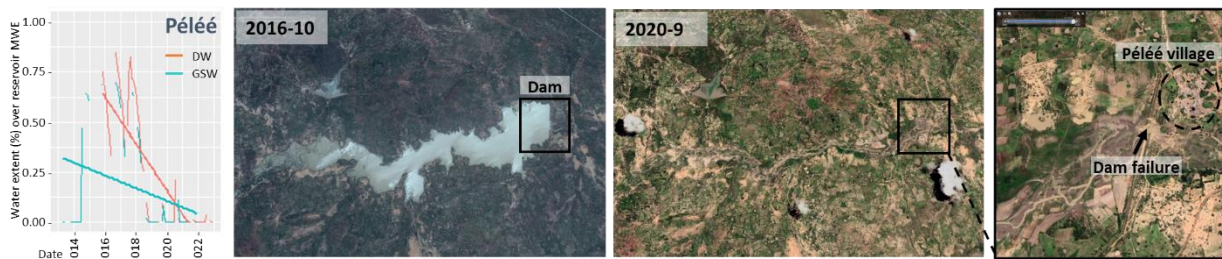 Péléé
Water extent (%) over reservoir MWE
1.00
0.75
0.50
0.25
0.00
DW
GSW
Date
014
016
018
020
022
2016-10
Dam
2020-9
Péléé village
Dam failure